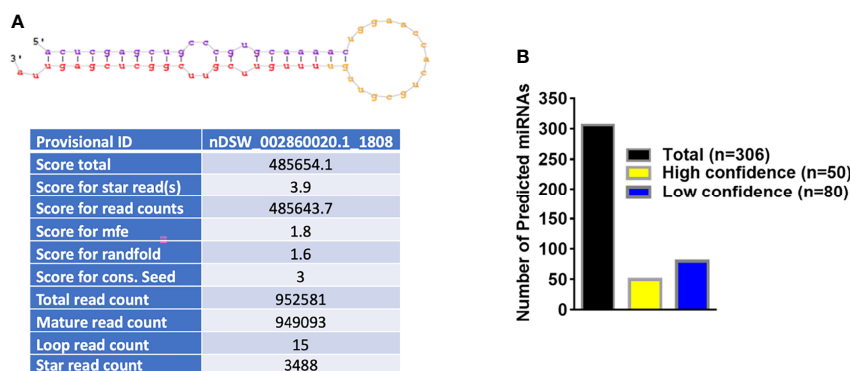 A
5'
a c u c g a g c u g c c c g u g c a a a a c u g g a a c c a c u g c g u u g u u u u g u u c g u u c g g c u c g a g u u a
3'
Provisional ID nDSW_002860020.1_1808
Score total 485654.1
Score for star read(s) 3.9
Score for read counts 485643.7
Score for mfe 1.8
Score for randfold 1.6
Score for cons. Seed 3
Total read count 952581
Mature read count 949093
Loop read count 15
Star read count 3488
B
Number of Predicted miRNAs
350
300
250
200
150
100
50
0
Total (n=306)
High confidence (n=50)
Low confidence (n=80)